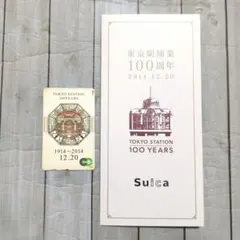 TOKYO STATION
100 YEARS
1914～2014
12.20
東京駅開業
100周年
2014.12.20
TOKYO STATION
100 YEARS
Suica